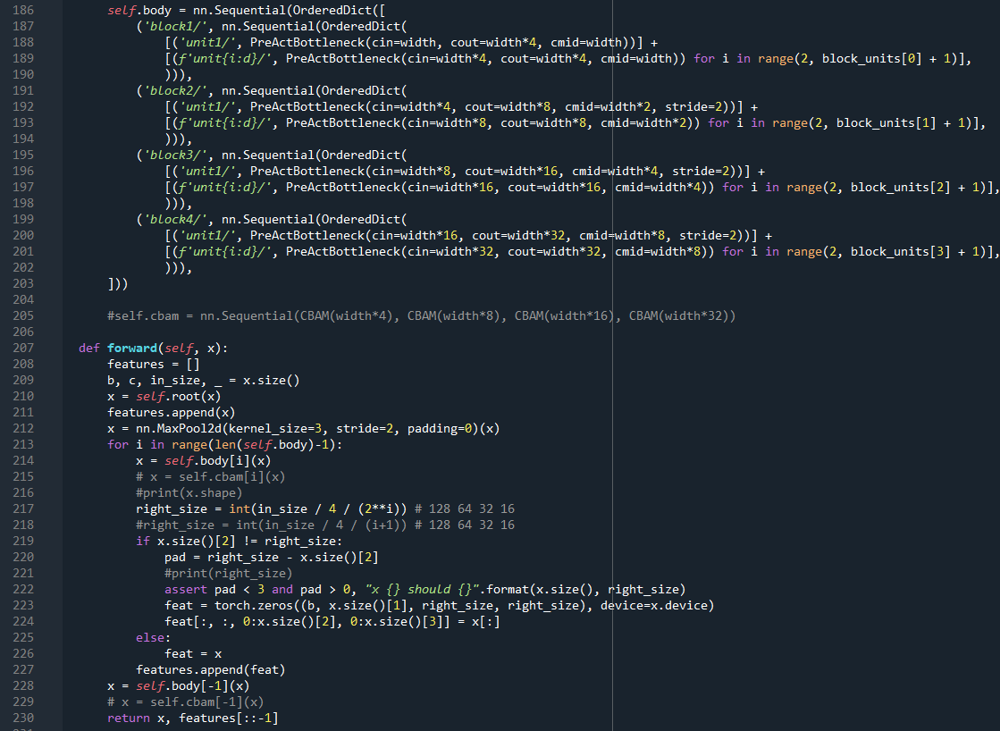 186 self.body = nn.Sequential(OrderedDict([
187 ('block1/', nn.Sequential(OrderedDict(
188 [('unit1/', PreActBottleneck(cin=width, cout=width*4, cmid=width))] +
189 [(f'unit{i:d}/', PreActBottleneck(cin=width*4, cout=width*4, cmid=width)) for i in range(2, block_units[0] + 1)],
190 ))),
191 ('block2/', nn.Sequential(OrderedDict(
192 [('unit1/', PreActBottleneck(cin=width*4, cout=width*8, cmid=width*2, stride=2))] +
193 [(f'unit{i:d}/', PreActBottleneck(cin=width*8, cout=width*8, cmid=width*2)) for i in range(2, block_units[1] + 1)],
194 ))),
195 ('block3/', nn.Sequential(OrderedDict(
196 [('unit1/', PreActBottleneck(cin=width*8, cout=width*16, cmid=width*4, stride=2))] +
197 [(f'unit{i:d}/', PreActBottleneck(cin=width*16, cout=width*16, cmid=width*4)) for i in range(2, block_units[2] + 1)],
198 ))),
199 ('block4/', nn.Sequential(OrderedDict(
200 [('unit1/', PreActBottleneck(cin=width*16, cout=width*32, cmid=width*8, stride=2))] +
201 [(f'unit{i:d}/', PreActBottleneck(cin=width*32, cout=width*32, cmid=width*8)) for i in range(2, block_units[3] + 1)],
202 ))),
203 ]))
204
205 #self.cbam = nn.Sequential(CBAM(width*4), CBAM(width*8), CBAM(width*16), CBAM(width*32))
206
207 def forward(self, x):
208 features = []
209 b, c, in_size, _ = x.size()
210 x = self.root(x)
211 features.append(x)
212 x = nn.MaxPool2d(kernel_size=3, stride=2, padding=0)(x)
213 for i in range(len(self.body)-1):
214 x = self.body[i](x)
215 # x = self.cbam[i](x)
216 #print(x.shape)
217 right_size = int(in_size / 4 / (2**i)) # 128 64 32 16
218 #right_size = int(in_size / 4 / (i+1)) # 128 64 32 16
219 if x.size()[2] != right_size:
220 pad = right_size - x.size()[2]
221 #print(right_size)
222 assert pad < 3 and pad > 0, "x {} should {}".format(x.size(), right_size)
223 feat = torch.zeros((b, x.size()[1], right_size, right_size), device=x.device)
224 feat[:, :, 0:x.size()[2], 0:x.size()[3]] = x[:]
225 else:
226 feat = x
227 features.append(feat)
228 x = self.body[-1](x)
229 # x = self.cbam[-1](x)
230 return x, features[::-1]